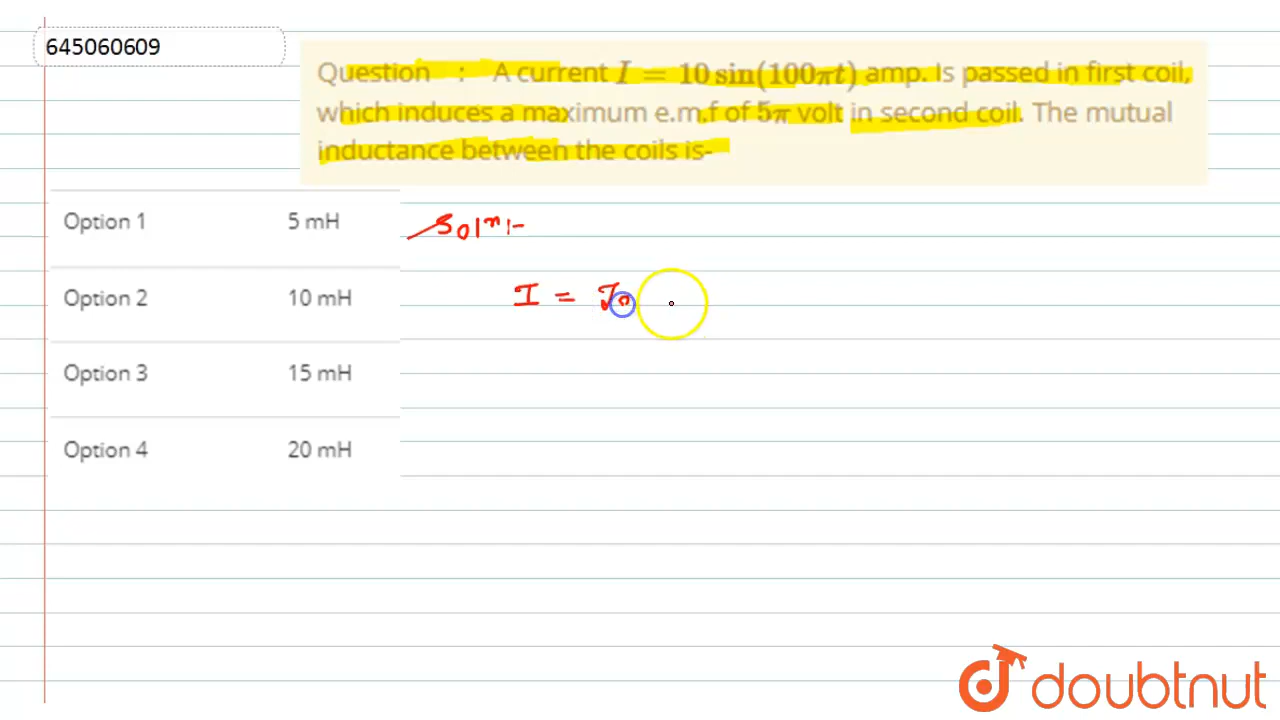 645060609
Question : A current I = 10 sin(100πt) amp. Is passed in first coil,
which induces a maximum e.m.f of 5π volt in second coil. The mutual
inductance between the coils is-
Option 1 5 mH
Solⁿ:-
Option 2 10 mH
I = I₀
Option 3 15 mH
Option 4 20 mH
doubtnut